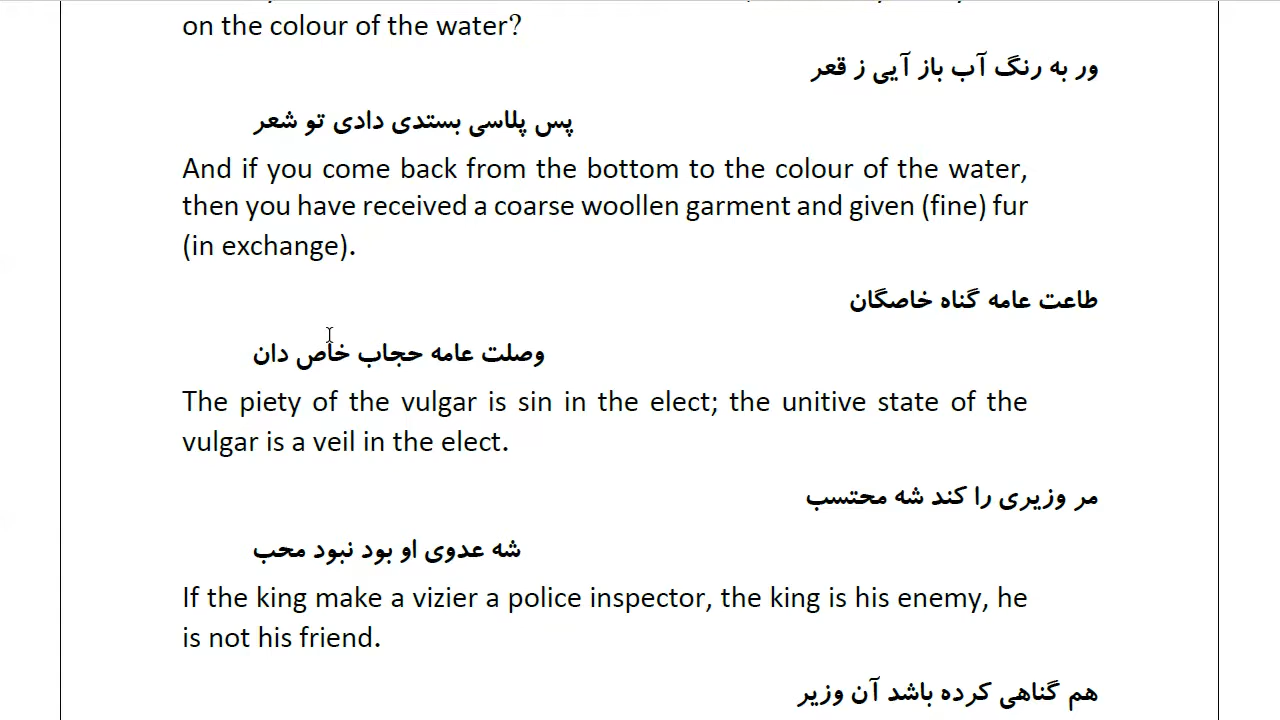 on the colour of the water?
ور به رنگ آب باز آیی ز قعر
پس پلاسی بستدی دادی تو شعر
And if you come back from the bottom to the colour of the water,
then you have received a coarse woollen garment and given (fine) fur
(in exchange).
طاعت عامه گناه خاصگان
وصلت عامه حجاب خاص دان
The piety of the vulgar is sin in the elect; the unitive state of the
vulgar is a veil in the elect.
مر وزیری را کند شه محتسب
شه عدوی او بود نبود محب
If the king make a vizier a police inspector, the king is his enemy, he
is not his friend.
هم گناهی کرده باشد آن وزیر